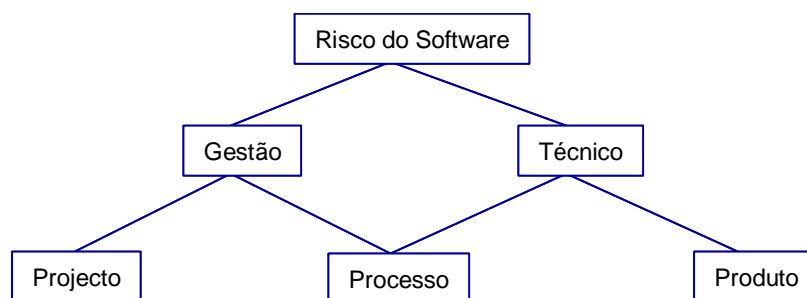 Risco do Software
Gestão
Técnico
Projecto
Processo
Produto